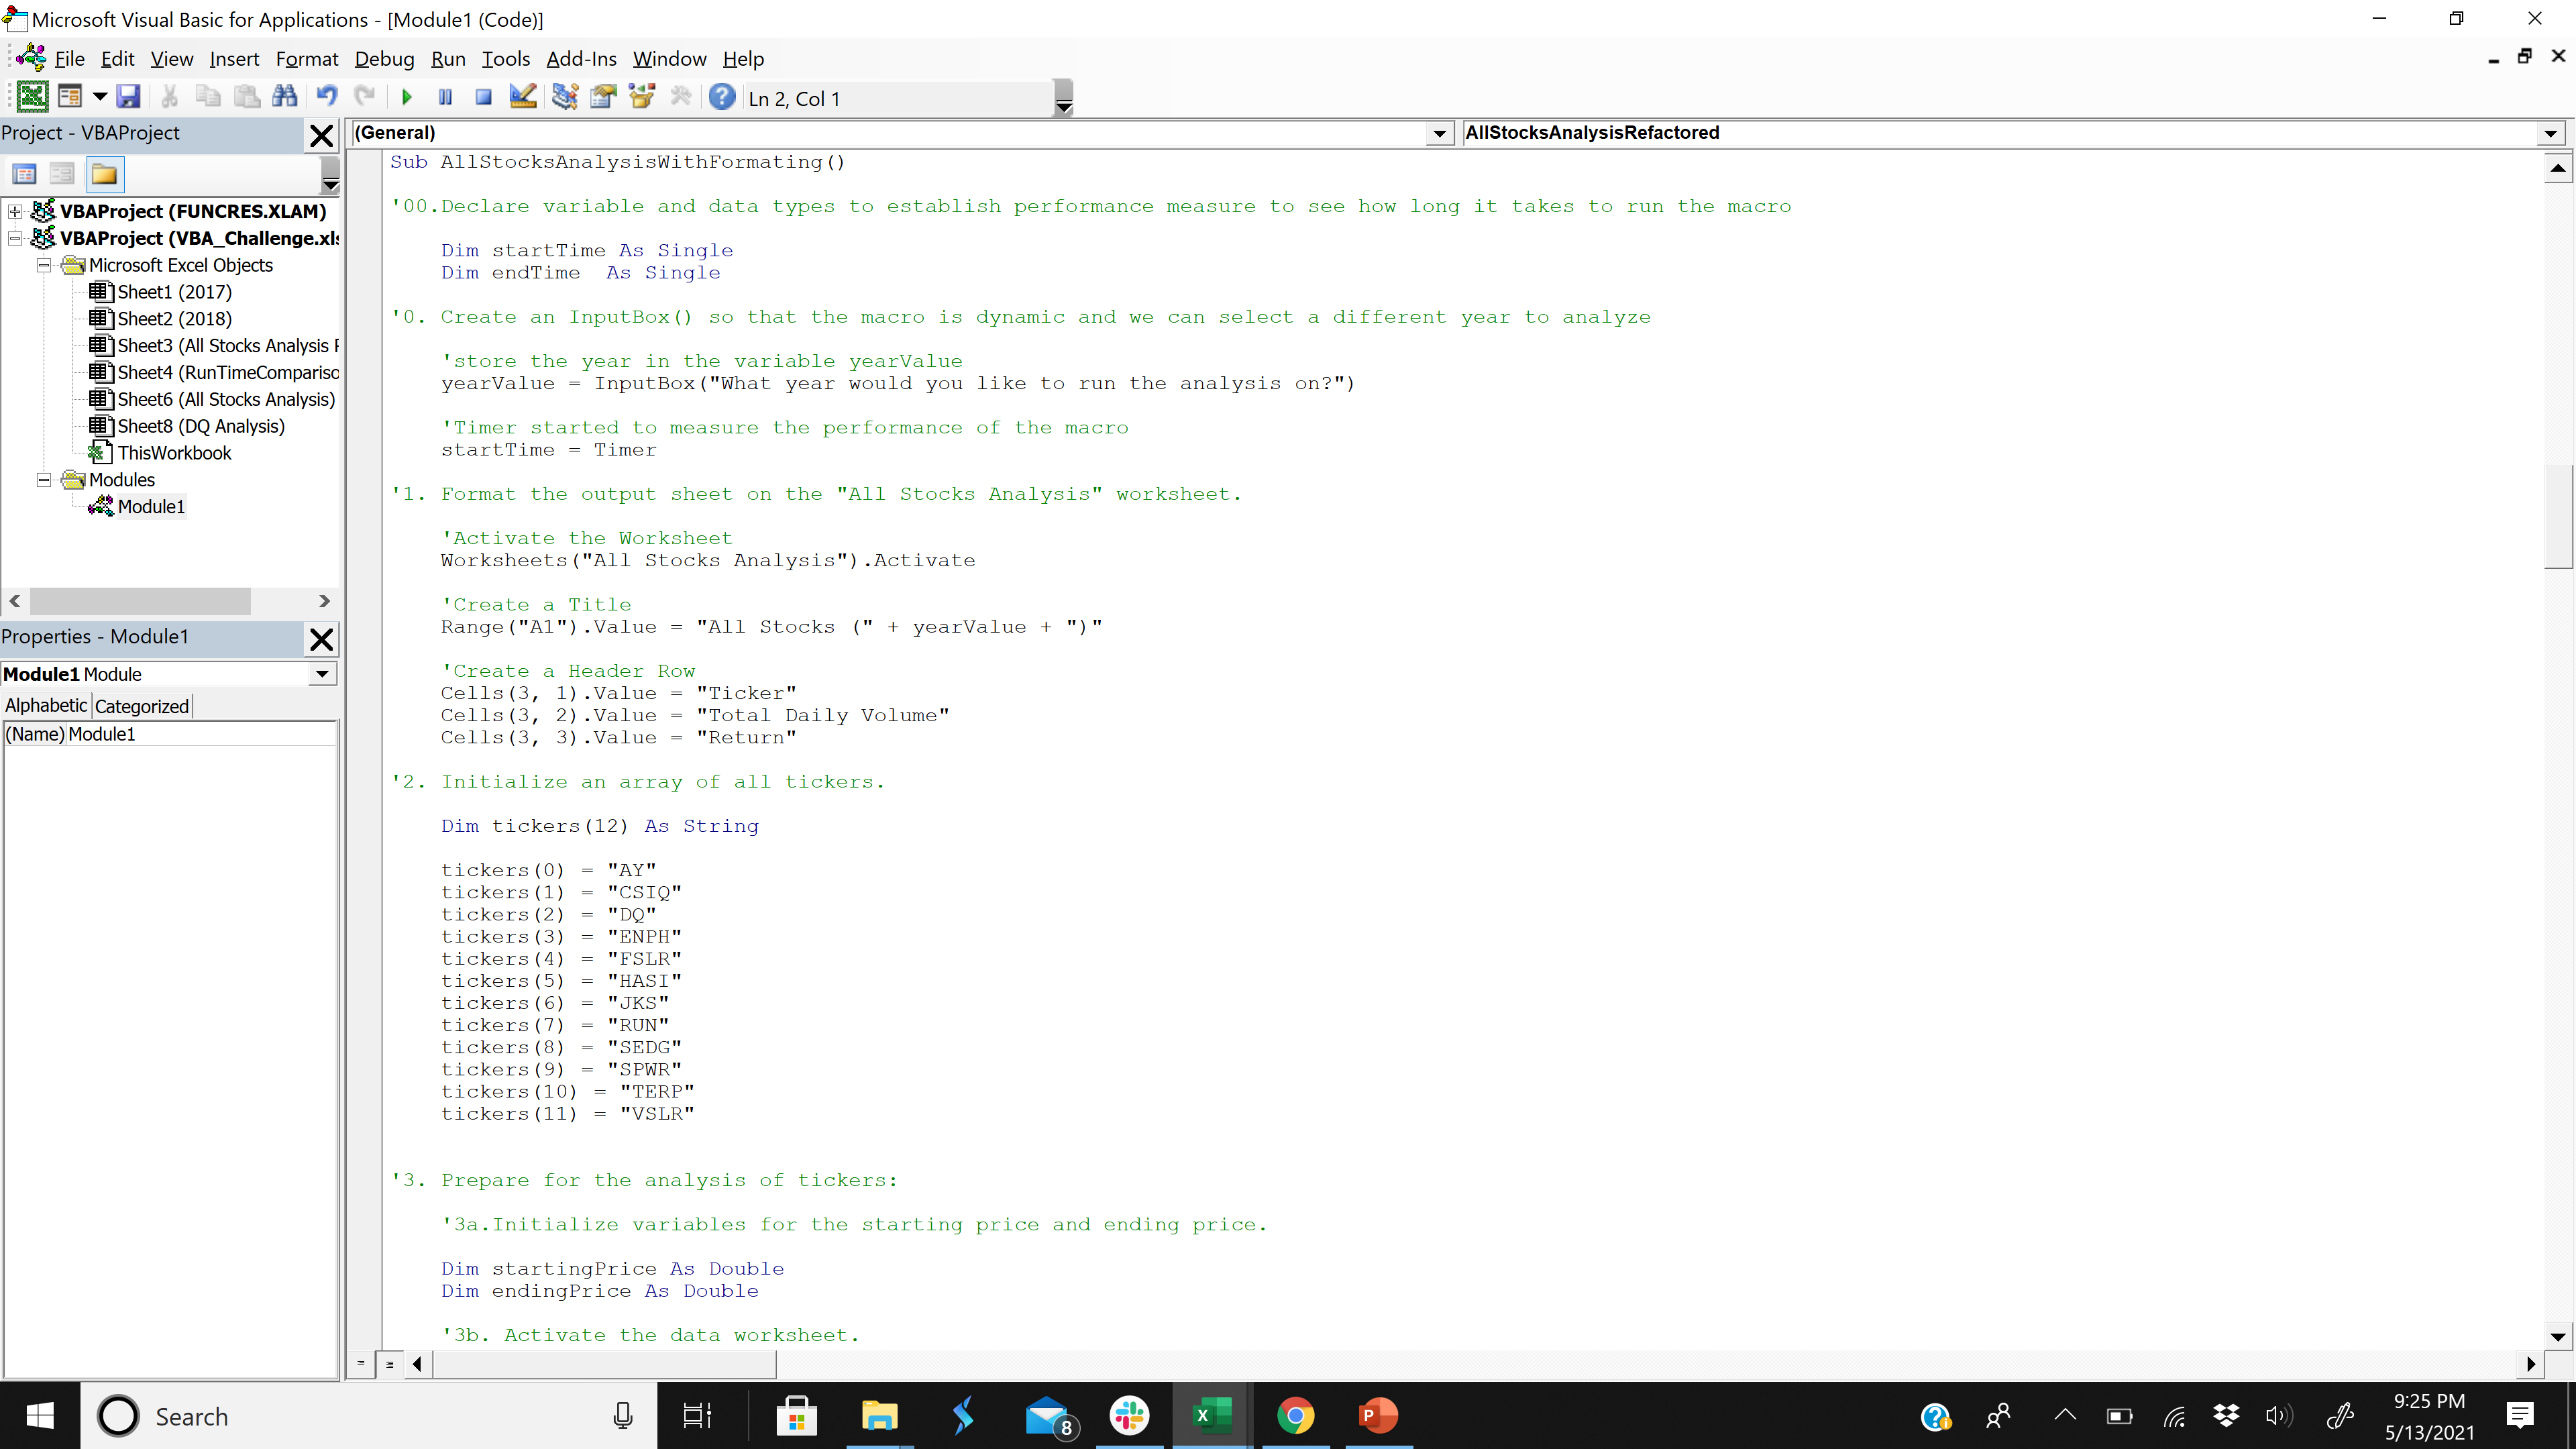 Microsoft Visual Basic for Applications - [Module1 (Code)]
File Edit View Insert Format Debug Run Tools Add-Ins Window Help
Ln 2, Col 1
Project - VBAProject
VBAProject (FUNCRES.XLAM)
VBAProject (VBA_Challenge.xls
Microsoft Excel Objects
Sheet1 (2017)
Sheet2 (2018)
Sheet3 (All Stocks Analysis
Sheet4 (RunTimeCompariso
Sheet6 (All Stocks Analysis)
Sheet8 (DQ Analysis)
ThisWorkbook
Modules
Module1
Properties - Module1
Module1 Module
Alphabetic Categorized
(Name) Module1
(General) AllStocksAnalysisRefactored
Sub AllStocksAnalysisWithFormating()
'00.Declare variable and data types to establish performance measure to see how long it takes to run the macro
Dim startTime As Single
Dim endTime  As Single
'0. Create an InputBox() so that the macro is dynamic and we can select a different year to analyze
'store the year in the variable yearValue
yearValue = InputBox("What year would you like to run the analysis on?")
'Timer started to measure the performance of the macro
startTime = Timer
'1. Format the output sheet on the "All Stocks Analysis" worksheet.
'Activate the Worksheet
Worksheets("All Stocks Analysis").Activate
'Create a Title
Range("A1").Value = "All Stocks (" + yearValue + ")"
'Create a Header Row
Cells(3, 1).Value = "Ticker"
Cells(3, 2).Value = "Total Daily Volume"
Cells(3, 3).Value = "Return"
'2. Initialize an array of all tickers.
Dim tickers(12) As String
tickers(0) = "AY"
tickers(1) = "CSIQ"
tickers(2) = "DQ"
tickers(3) = "ENPH"
tickers(4) = "FSLR"
tickers(5) = "HASI"
tickers(6) = "JKS"
tickers(7) = "RUN"
tickers(8) = "SEDG"
tickers(9) = "SPWR"
tickers(10) = "TERP"
tickers(11) = "VSLR"
'3. Prepare for the analysis of tickers:
'3a.Initialize variables for the starting price and ending price.
Dim startingPrice As Double
Dim endingPrice As Double
'3b. Activate the data worksheet.
Search
8
9:25 PM
5/13/2021